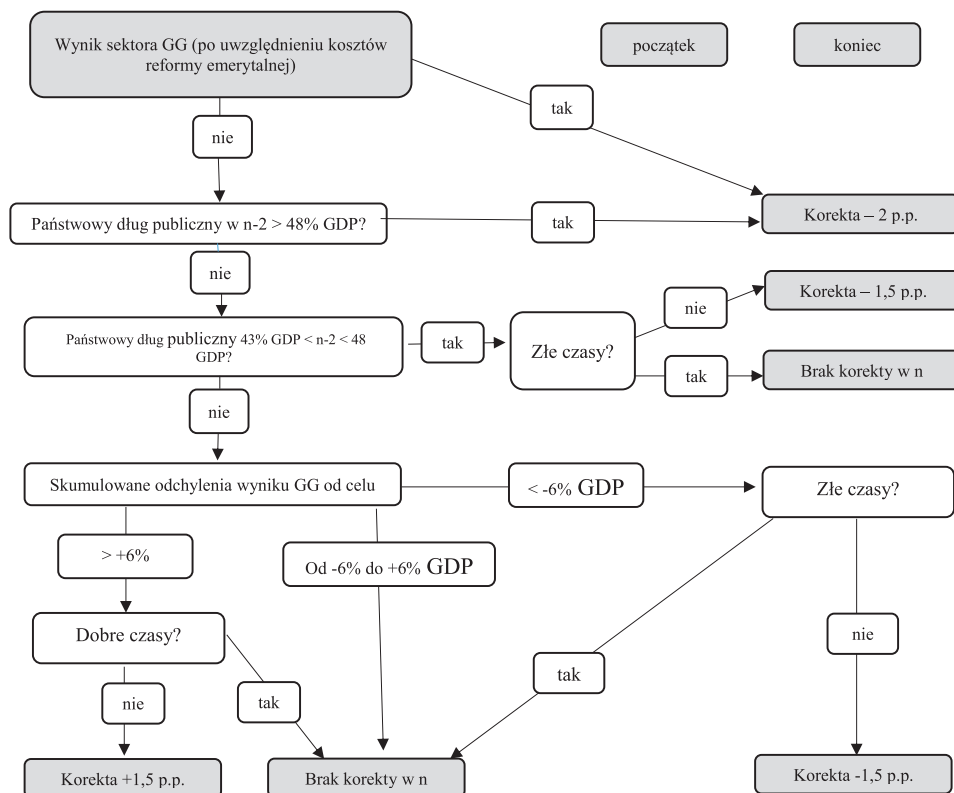 Wynik sektora GG (po uwzględnieniu kosztów
reformy emerytalnej)
początek
koniec
tak
nie
Państwowy dług publiczny w n-2 > 48% GDP?
tak
Korekta – 2 p.p.
nie
Korekta – 1,5 p.p.
nie
Państwowy dług publiczny 43% GDP < n-2 < 48
GDP?
tak
Złe czasy?
tak
Brak korekty w n
nie
Skumulowane odchylenia wyniku GG od celu
< -6% GDP
Złe czasy?
> +6%
Od -6% do +6% GDP
Dobre czasy?
nie
tak
nie
tak
Korekta +1,5 p.p.
Brak korekty w n
Korekta -1,5 p.p.